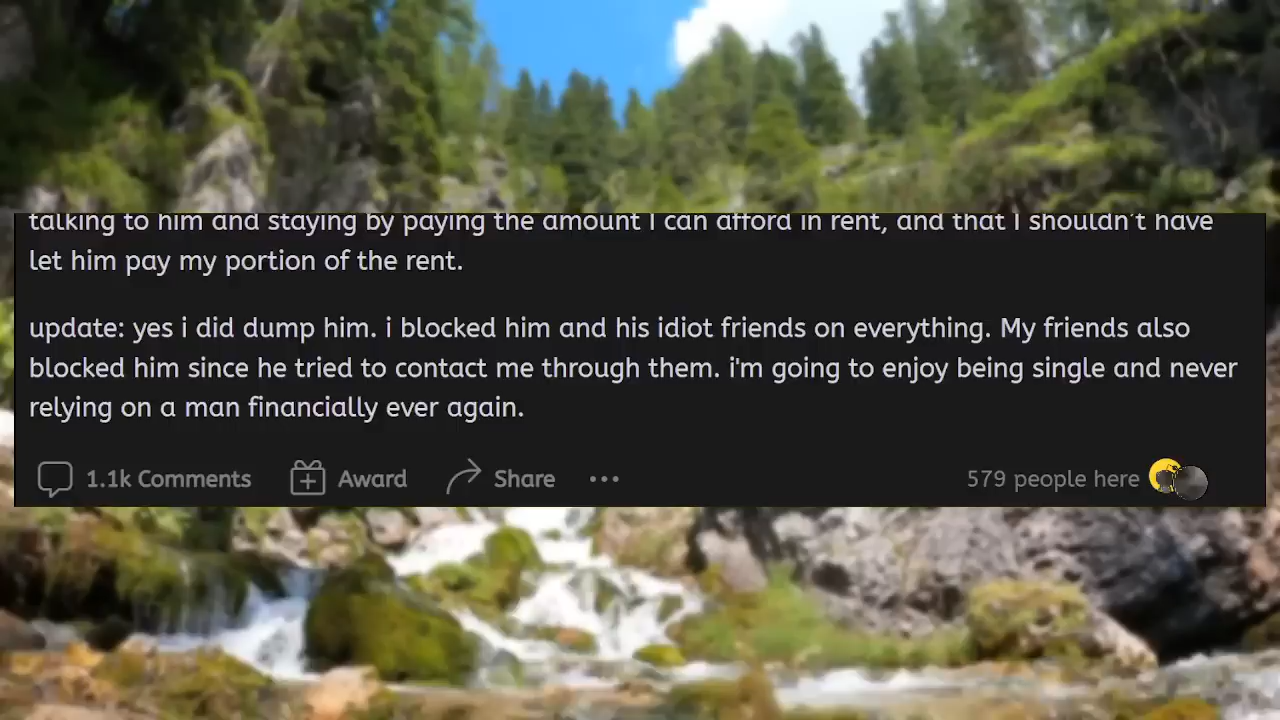 talking to him and staying by paying the amount I can afford in rent, and that I shouldn't have
let him pay my portion of the rent.
update: yes i did dump him. i blocked him and his idiot friends on everything. My friends also
blocked him since he tried to contact me through them. i'm going to enjoy being single and never
relying on a man financially ever again.
1.1k Comments Award Share 579 people here